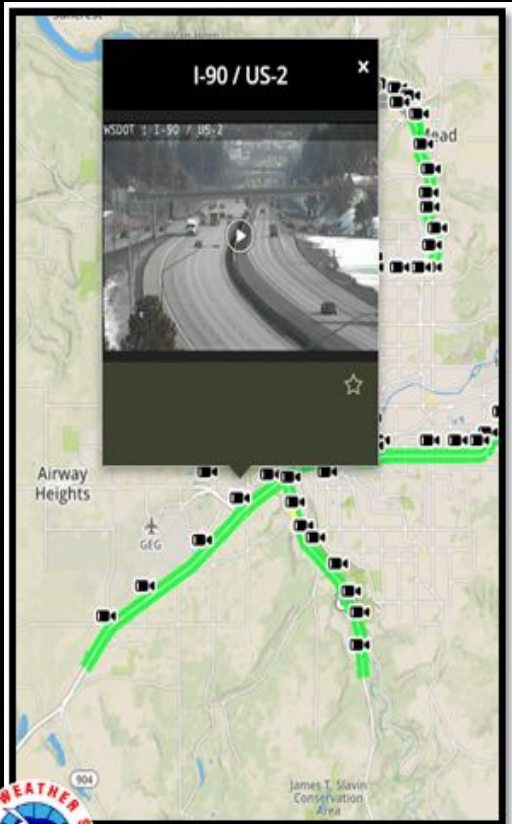 I-90 / US-2
x
WSDOT : I-90 / US-2
Mead
Airway
Heights
GEG
904
James T. Slavin
Conservation
Area
WEATHER